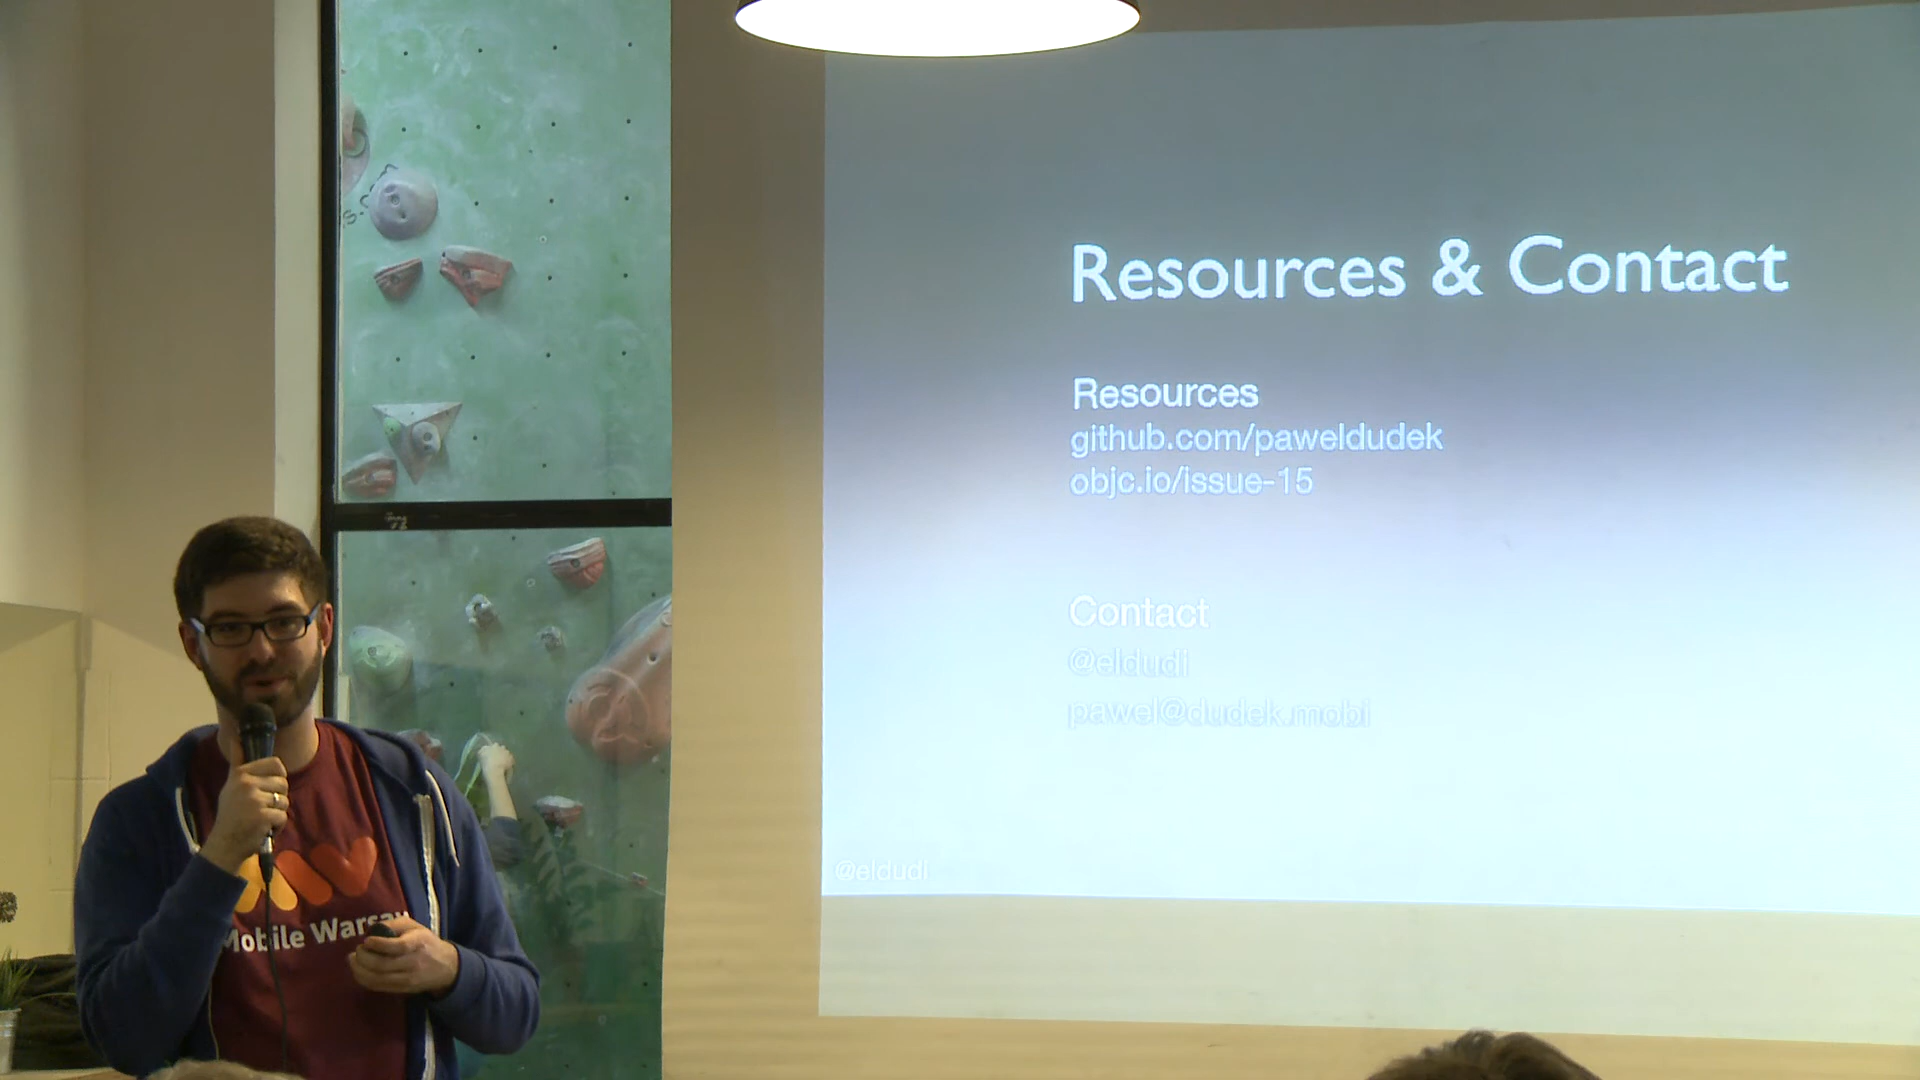 Resources & Contact
Resources
github.com/paweldudek
objc.io/issue-15
Contact
@eldudi
pawel@dudek.mobi
@eldudi
Mobile Warsaw